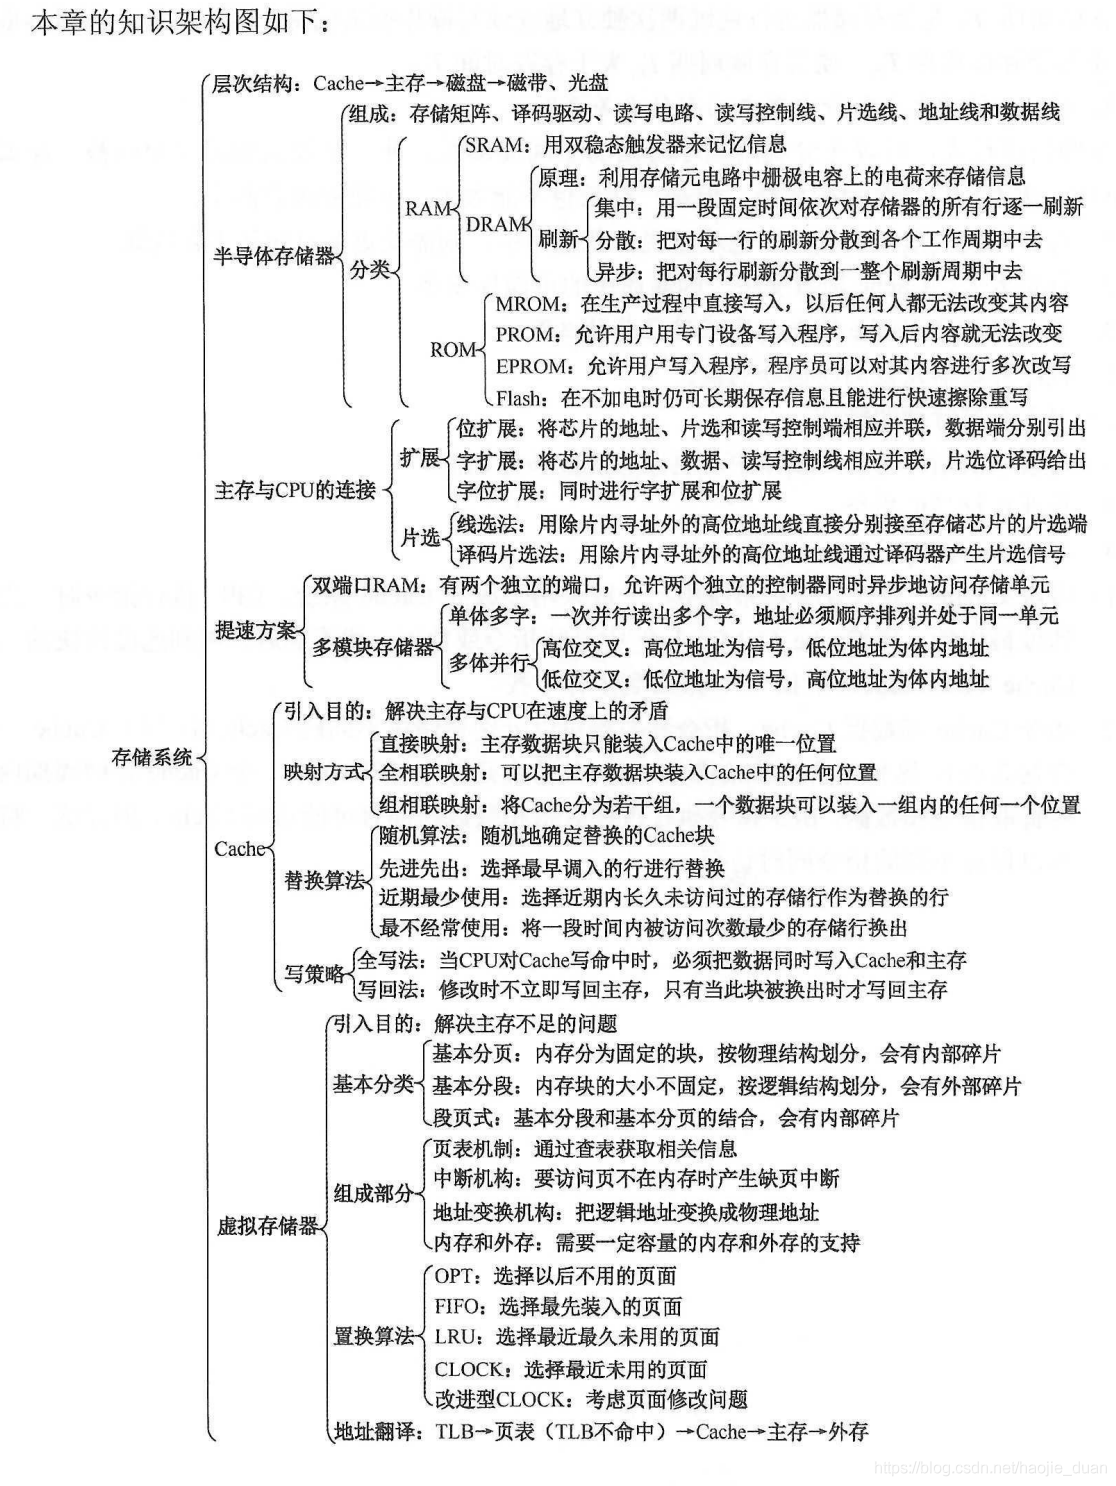 本章的知识架构图如下：
层次结构：Cache→主存→磁盘→磁带、光盘
组成：存储矩阵、译码驱动、读写电路、读写控制线、片选线、地址线和数据线
SRAM：用双稳态触发器来记忆信息
原理：利用存储元电路中栅极电容上的电荷来存储信息
RAM
集中：用一段固定时间依次对存储器的所有行逐一刷新
DRAM
刷新
分散：把对每一行的刷新分散到各个工作周期中去
半导体存储器
分类
异步：把对每行刷新分散到一整个刷新周期中去
MROM：在生产过程中直接写入，以后任何人都无法改变其内容
PROM：允许用户用专门设备写入程序，写入后内容就无法改变
ROM
EPROM：允许用户写入程序，程序员可以对其内容进行多次改写
Flash：在不加电时仍可长期保存信息且能进行快速擦除重写
位扩展：将芯片的地址、片选和读写控制端相应并联，数据端分别引出
扩展
字扩展：将芯片的地址、数据、读写控制线相应并联，片选位译码给出
主存与CPU的连接
字位扩展：同时进行字扩展和位扩展
线选法：用除片内寻址外的高位地址线直接分别接至存储芯片的片选端
片选
译码片选法：用除片内寻址外的高位地址线通过译码器产生片选信号
双端口RAM：有两个独立的端口，允许两个独立的控制器同时异步地访问存储单元
提速方案
单体多字：一次并行读出多个字，地址必须顺序排列并处于同一单元
多模块存储器
高位交叉：高位地址为信号，低位地址为体内地址
多体并行
低位交叉：低位地址为信号，高位地址为体内地址
引入目的：解决主存与CPU在速度上的矛盾
直接映射：主存数据块只能装入Cache中的唯一位置
存储系统
映射方式
全相联映射：可以把主存数据块装入Cache中的任何位置
组相联映射：将Cache分为若干组，一个数据块可以装入一组内的任何一个位置
随机算法：随机地确定替换的Cache块
Cache
先进先出：选择最早调入的行进行替换
替换算法
近期最少使用：选择近期内长久未访问过的存储行作为替换的行
最不经常使用：将一段时间内被访问次数最少的存储行换出
全写法：当CPU对Cache写命中时，必须把数据同时写入Cache和主存
写策略
写回法：修改时不立即写回主存，只有当此块被换出时才写回主存
引入目的：解决主存不足的问题
基本分页：内存分为固定的块，按物理结构划分，会有内部碎片
基本分类
基本分段：内存块的大小不固定，按逻辑结构划分，会有外部碎片
段页式：基本分段和基本分页的结合，会有内部碎片
页表机制：通过查表获取相关信息
中断机构：要访问页不在内存时产生缺页中断
组成部分
地址变换机构：把逻辑地址变换成物理地址
虚拟存储器
内存和外存：需要一定容量的内存和外存的支持
OPT：选择以后不用的页面
FIFO：选择最先装入的页面
置换算法
LRU：选择最近最久未用的页面
CLOCK：选择最近未用的页面
改进型CLOCK：考虑页面修改问题
地址翻译：TLB→页表（TLB不命中）→Cache→主存→外存
https://blog.csdn.net/haojie_duan